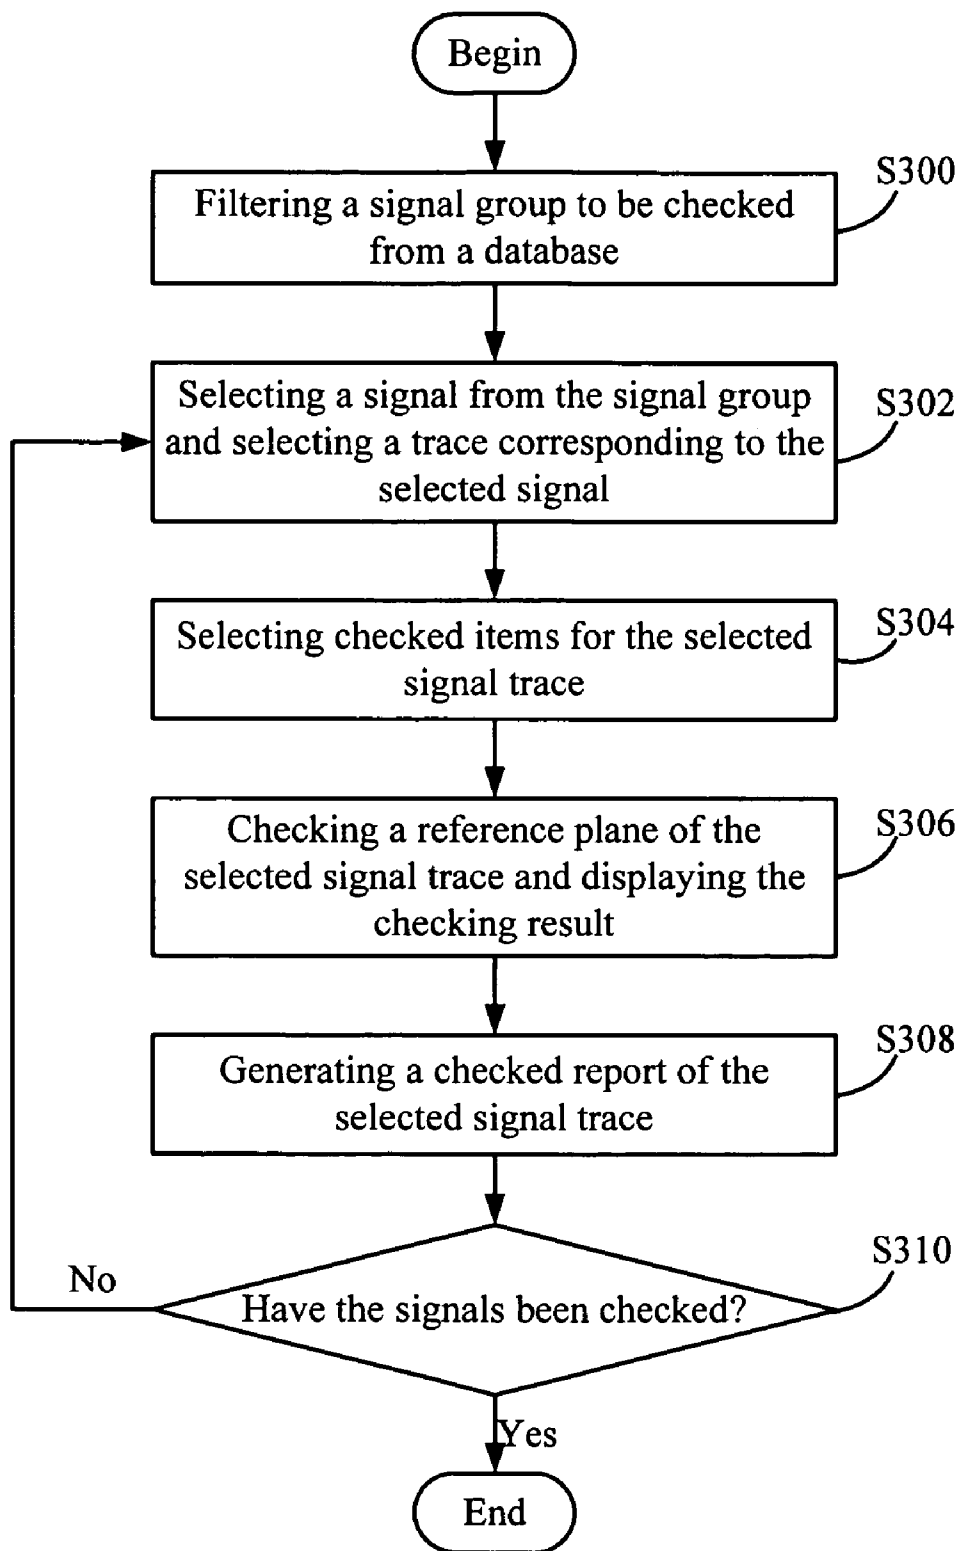 Begin
S300
Filtering a signal group to be checked
from a database
Selecting a signal from the signal group
S302
and selecting a trace corresponding to the
selected signal
S304
Selecting checked items for the selected
signal trace
S306
Checking a reference plane of the
selected signal trace and displaying the
checking result
S308
Generating a checked report of the
selected signal trace
S310
No
Have the signals been checked?
Yes
End